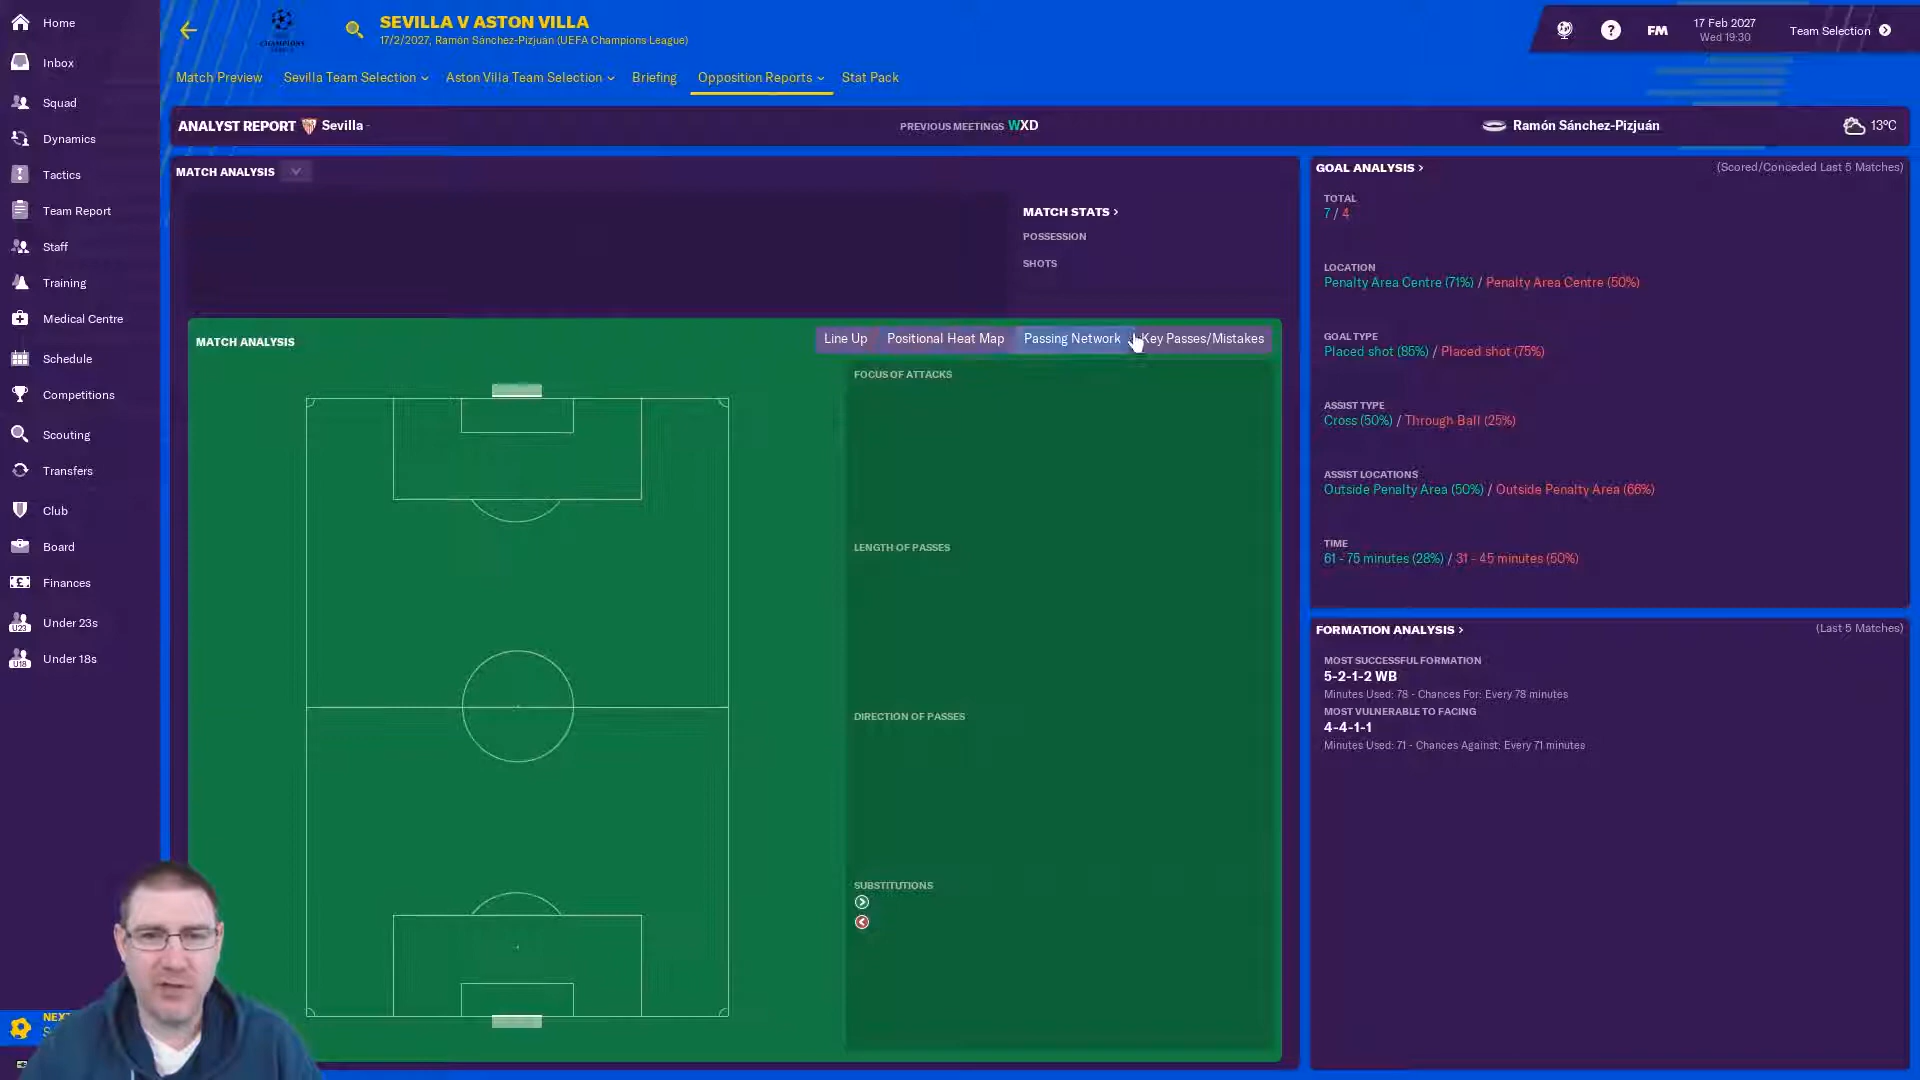 Home
Inbox
Squad
Dynamics
Tactics
Team Report
Staff
Training
Medical Centre
Schedule
Competitions
Scouting
Transfers
Club
Board
Finances
U23 Under 23s
U18 Under 18s
SEVILLA V ASTON VILLA
17/2/2027, Ramón Sánchez-Pizjuán (UEFA Champions League)
FM
17 Feb 2027
Wed 19:30
Team Selection
Match Preview
Sevilla Team Selection
Aston Villa Team Selection
Briefing
Opposition Reports
Stat Pack
ANALYST REPORT Sevilla -
PREVIOUS MEETINGS WXD
Ramón Sánchez-Pizjuán
13ºC
MATCH ANALYSIS
MATCH STATS >
POSSESSION
SHOTS
MATCH ANALYSIS
Line Up
Positional Heat Map
Passing Network
Key Passes/Mistakes
FOCUS OF ATTACKS
LENGTH OF PASSES
DIRECTION OF PASSES
SUBSTITUTIONS
GOAL ANALYSIS >
(Scored/Conceded Last 5 Matches)
TOTAL
7 / 4
LOCATION
Penalty Area Centre (71%) / Penalty Area Centre (50%)
GOAL TYPE
Placed shot (85%) / Placed shot (75%)
ASSIST TYPE
Cross (50%) / Through Ball (25%)
ASSIST LOCATIONS
Outside Penalty Area (50%) / Outside Penalty Area (66%)
TIME
61 - 75 minutes (28%) / 31 - 45 minutes (50%)
FORMATION ANALYSIS >
(Last 5 Matches)
MOST SUCCESSFUL FORMATION
5-2-1-2 WB
Minutes Used: 78 - Chances For: Every 78 minutes
MOST VULNERABLE TO FACING
4-4-1-1
Minutes Used: 71 - Chances Against: Every 71 minutes